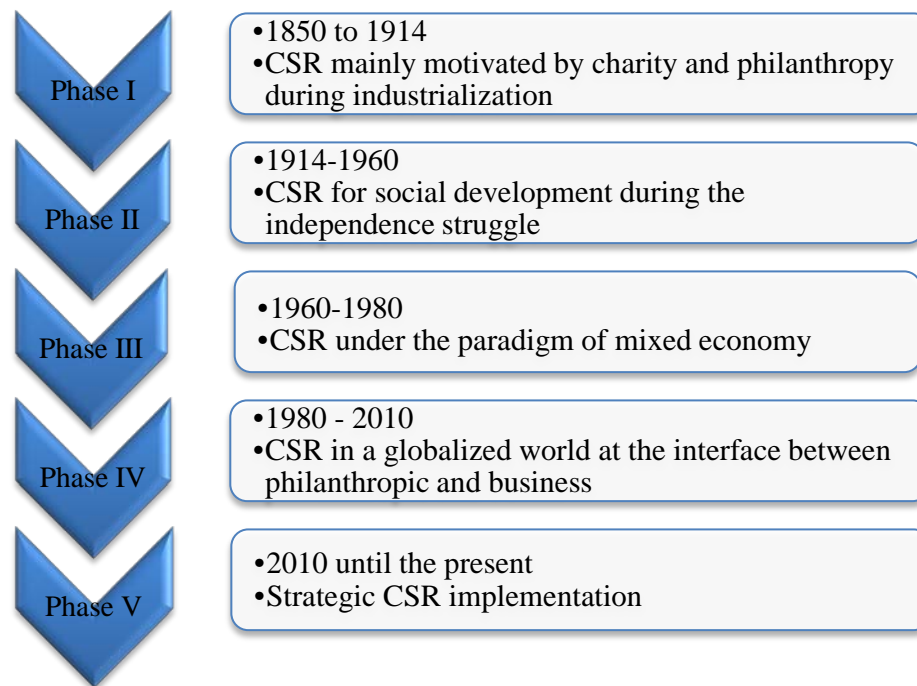 Phase I
•1850 to 1914
•CSR mainly motivated by charity and philanthropy
during industrialization
Phase II
•1914-1960
•CSR for social development during the
independence struggle
Phase III
•1960-1980
•CSR under the paradigm of mixed economy
Phase IV
•1980 - 2010
•CSR in a globalized world at the interface between
philanthropic and business
Phase V
•2010 until the present
•Strategic CSR implementation